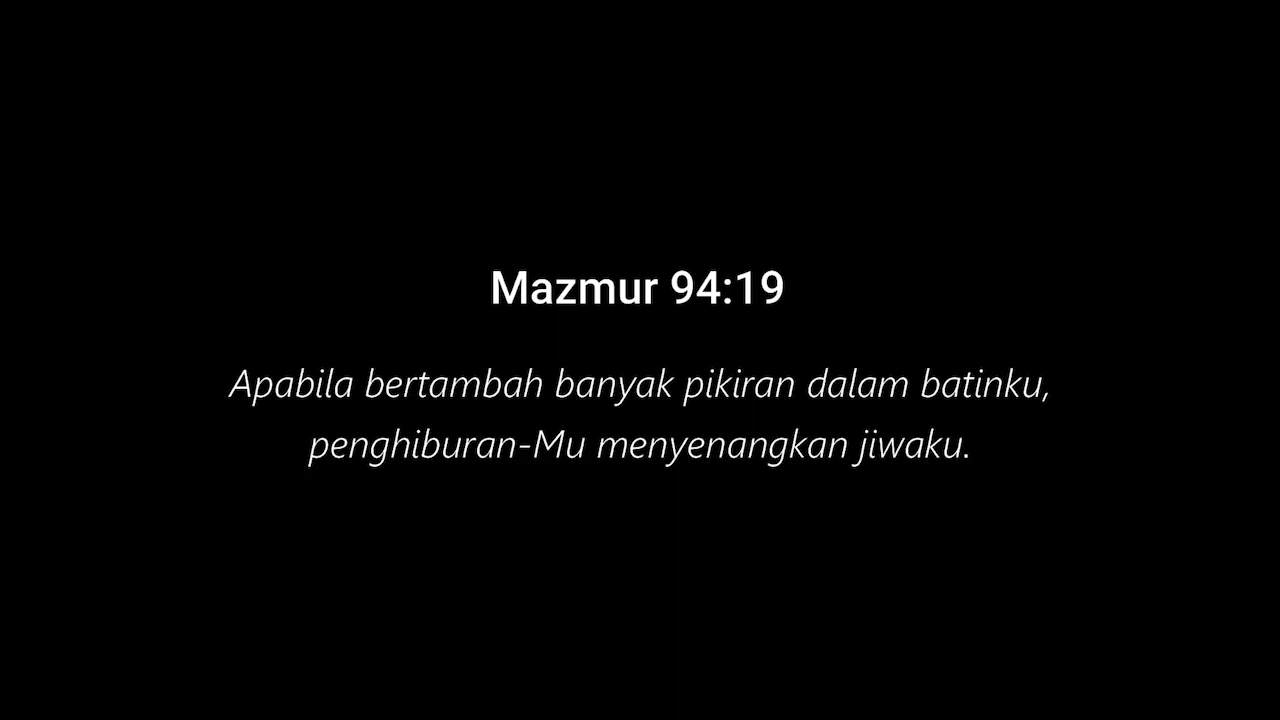 Mazmur 94:19
Apabila bertambah banyak pikiran dalam batinku,
penghiburan-Mu menyenangkan jiwaku.